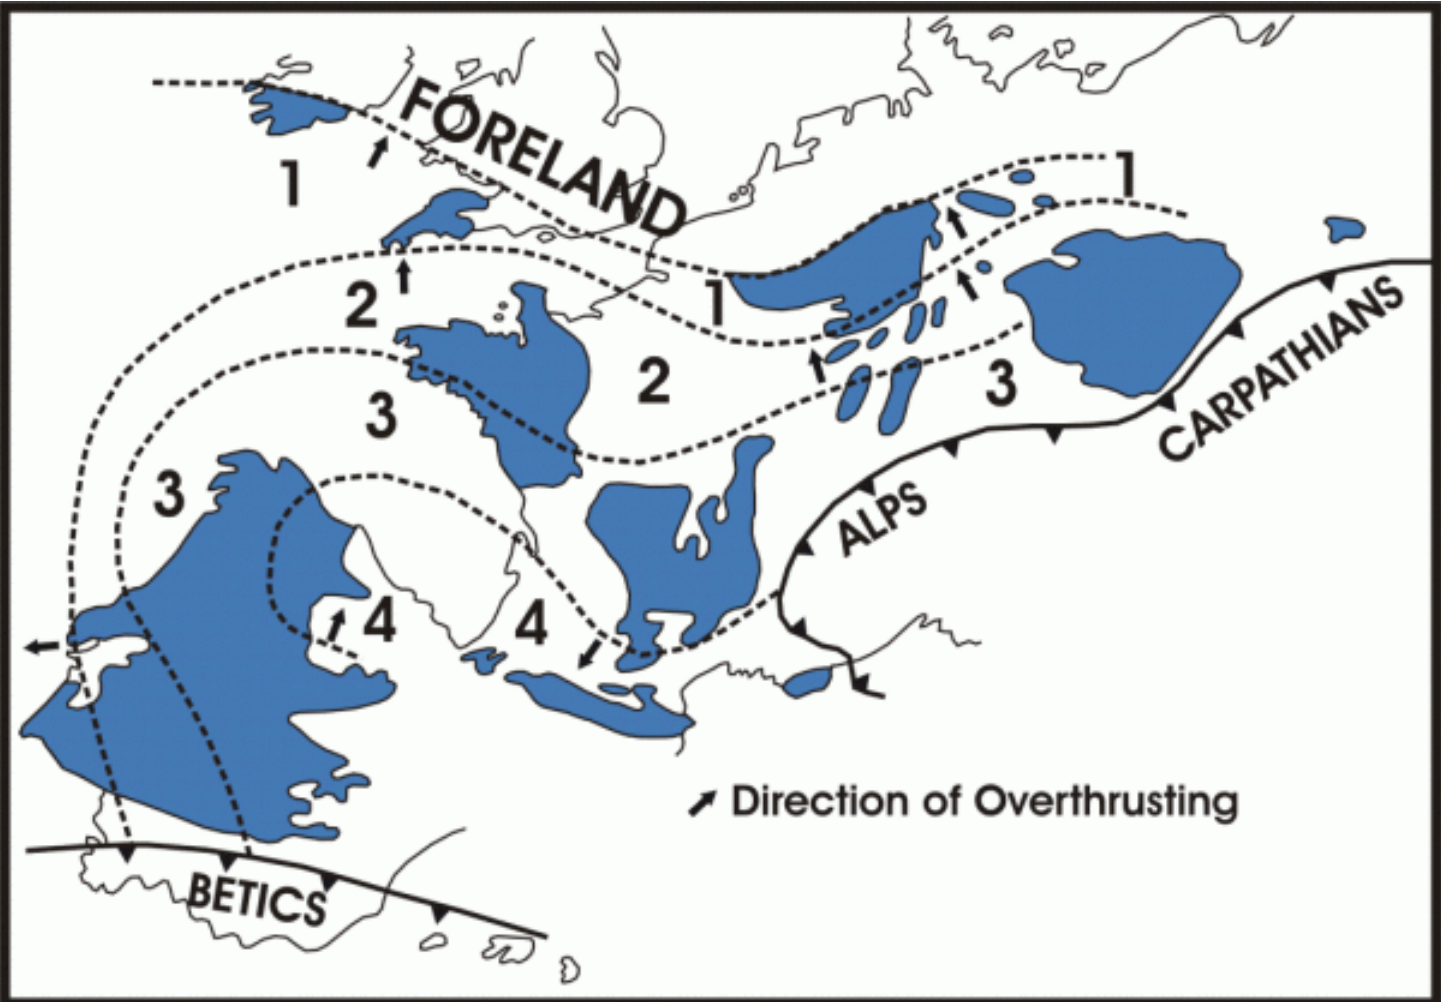 FORELAND
1
1
2
1
2
3
3
3
CARPATHIANS
ALPS
4
4
Direction of Overthrusting
BETICS